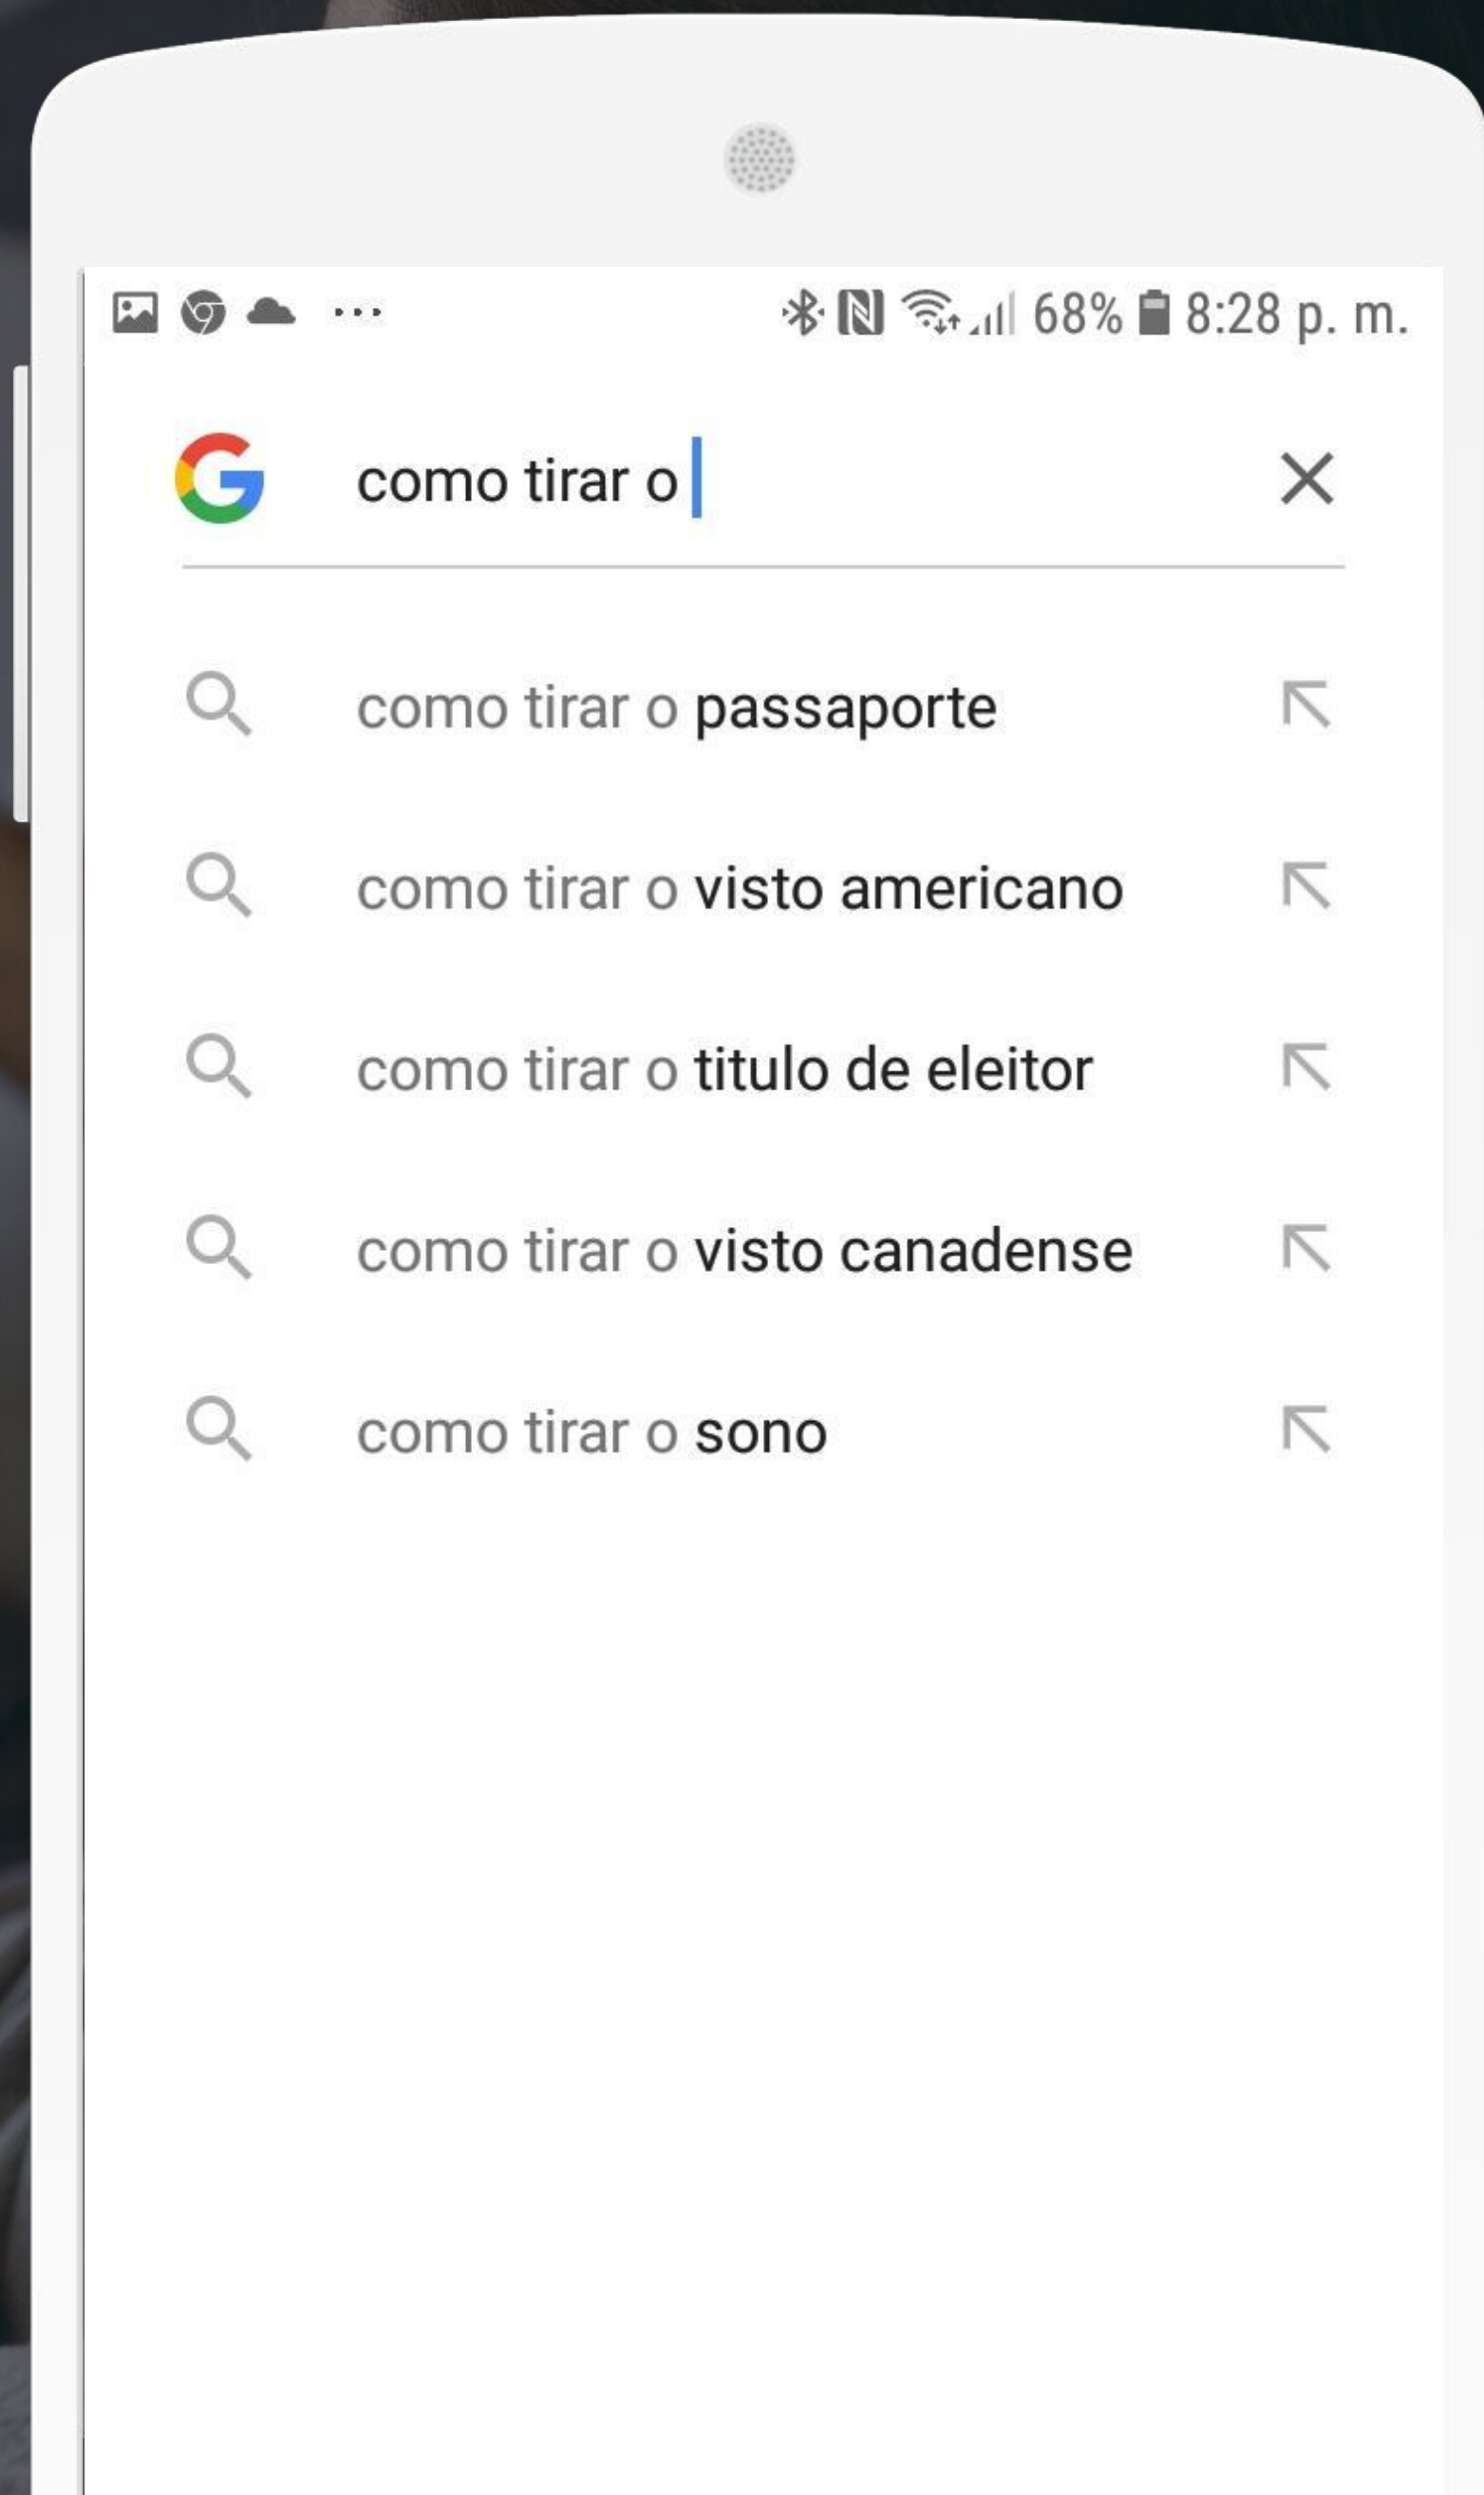 68% 8:28 p. m.
como tirar o
como tirar o passaporte
como tirar o visto americano
como tirar o titulo de eleitor
como tirar o visto canadense
como tirar o sono